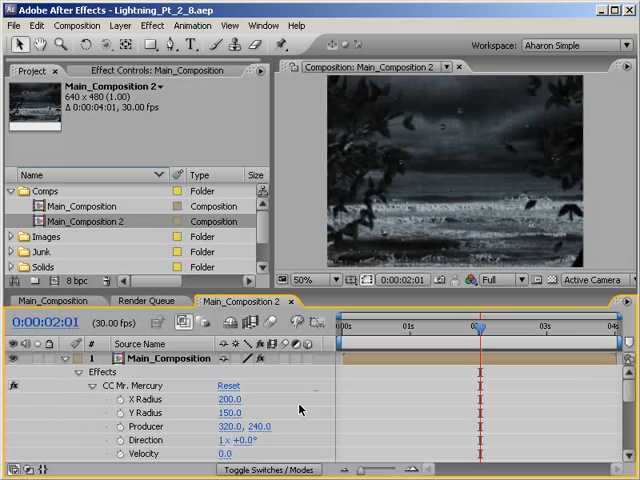 Adobe After Effects - Lightning_Pt_2_8.aep
File Edit Composition Layer Effect Animation View Window Help
Workspace: Aharon Simple
Project Effect Controls: Main_Composition
Composition: Main_Composition 2
Main_Composition 2
640 x 480 (1.00)
Δ 0:00:04:01, 30.00 fps
Name Type Size
Comps Folder
Main_Composition Composition
Main_Composition 2 Composition
Images Folder
Junk Folder
Solids Folder
8 bpc
50% 0:00:02:01 Full Active Camera
Main_Composition Render Queue Main_Composition 2
0:00:02:01 (30.00 fps)
:00s 01s 03s 04s
# Source Name
1 Main_Composition
Effects
CC Mr. Mercury Reset
X Radius 200.0
Y Radius 150.0
Producer 320.0, 240.0
Direction 1 x +0.0°
Velocity 0.0
Toggle Switches / Modes